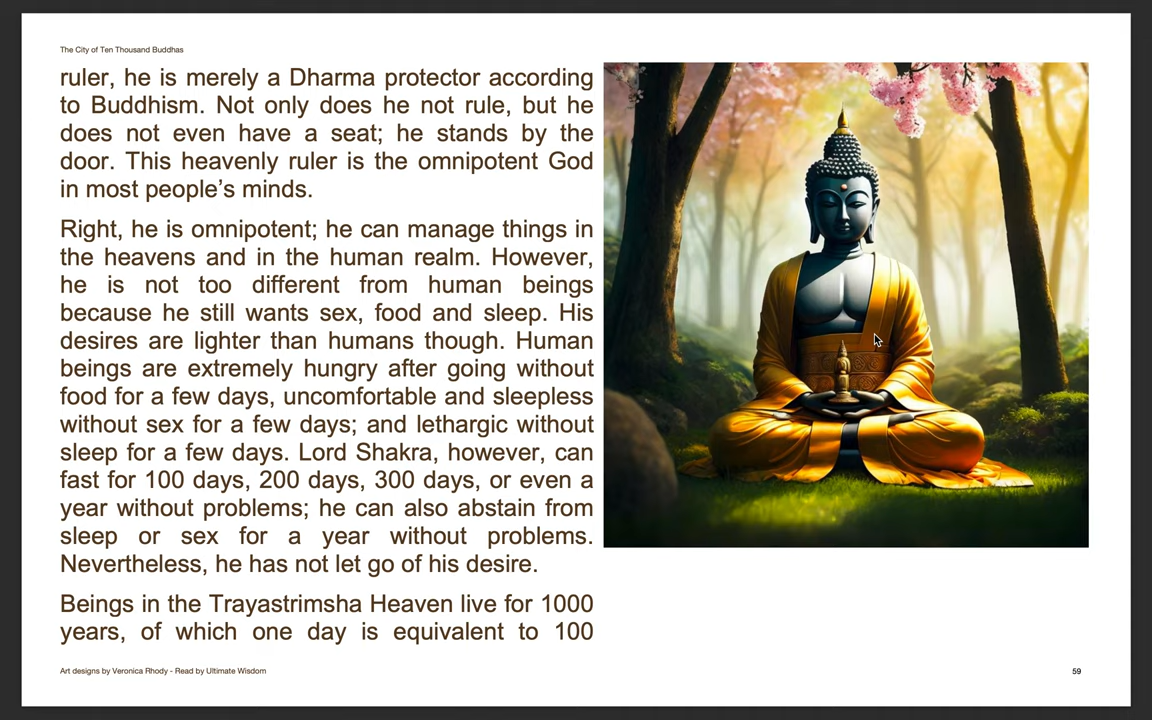 The City of Ten Thousand Buddhas
ruler, he is merely a Dharma protector according
to Buddhism. Not only does he not rule, but he
does not even have a seat; he stands by the
door. This heavenly ruler is the omnipotent God
in most people’s minds.
Right, he is omnipotent; he can manage things in
the heavens and in the human realm. However,
he is not too different from human beings
because he still wants sex, food and sleep. His
desires are lighter than humans though. Human
beings are extremely hungry after going without
food for a few days, uncomfortable and sleepless
without sex for a few days; and lethargic without
sleep for a few days. Lord Shakra, however, can
fast for 100 days, 200 days, 300 days, or even a
year without problems; he can also abstain from
sleep or sex for a year without problems.
Nevertheless, he has not let go of his desire.
Beings in the Trayastrimsha Heaven live for 1000
years, of which one day is equivalent to 100
Art designs by Veronica Rhody - Read by Ultimate Wisdom
59